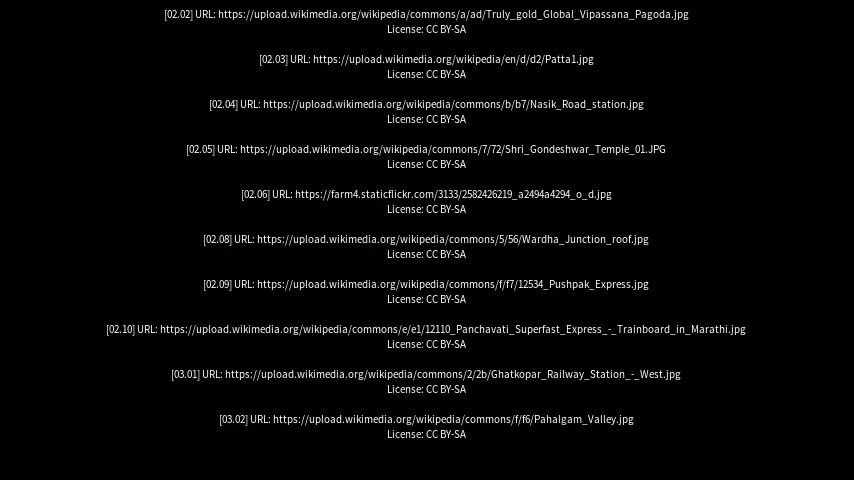 [02.02] URL: https://upload.wikimedia.org/wikipedia/commons/a/ad/Truly_gold_Global_Vipassana_Pagoda.jpg
License: CC BY-SA
[02.03] URL: https://upload.wikimedia.org/wikipedia/en/d/d2/Patta1.jpg
License: CC BY-SA
[02.04] URL: https://upload.wikimedia.org/wikipedia/commons/b/b7/Nasik_Road_station.jpg
License: CC BY-SA
[02.05] URL: https://upload.wikimedia.org/wikipedia/commons/7/72/Shri_Gondeshwar_Temple_01.JPG
License: CC BY-SA
[02.06] URL: https://farm4.staticflickr.com/3133/2582426219_a2494a4294_o_d.jpg
License: CC BY-SA
[02.08] URL: https://upload.wikimedia.org/wikipedia/commons/5/56/Wardha_Junction_roof.jpg
License: CC BY-SA
[02.09] URL: https://upload.wikimedia.org/wikipedia/commons/f/f7/12534_Pushpak_Express.jpg
License: CC BY-SA
[02.10] URL: https://upload.wikimedia.org/wikipedia/commons/e/e1/12110_Panchavati_Superfast_Express_-_Trainboard_in_Marathi.jpg
License: CC BY-SA
[03.01] URL: https://upload.wikimedia.org/wikipedia/commons/2/2b/Ghatkopar_Railway_Station_-_West.jpg
License: CC BY-SA
[03.02] URL: https://upload.wikimedia.org/wikipedia/commons/f/f6/Pahalgam_Valley.jpg
License: CC BY-SA